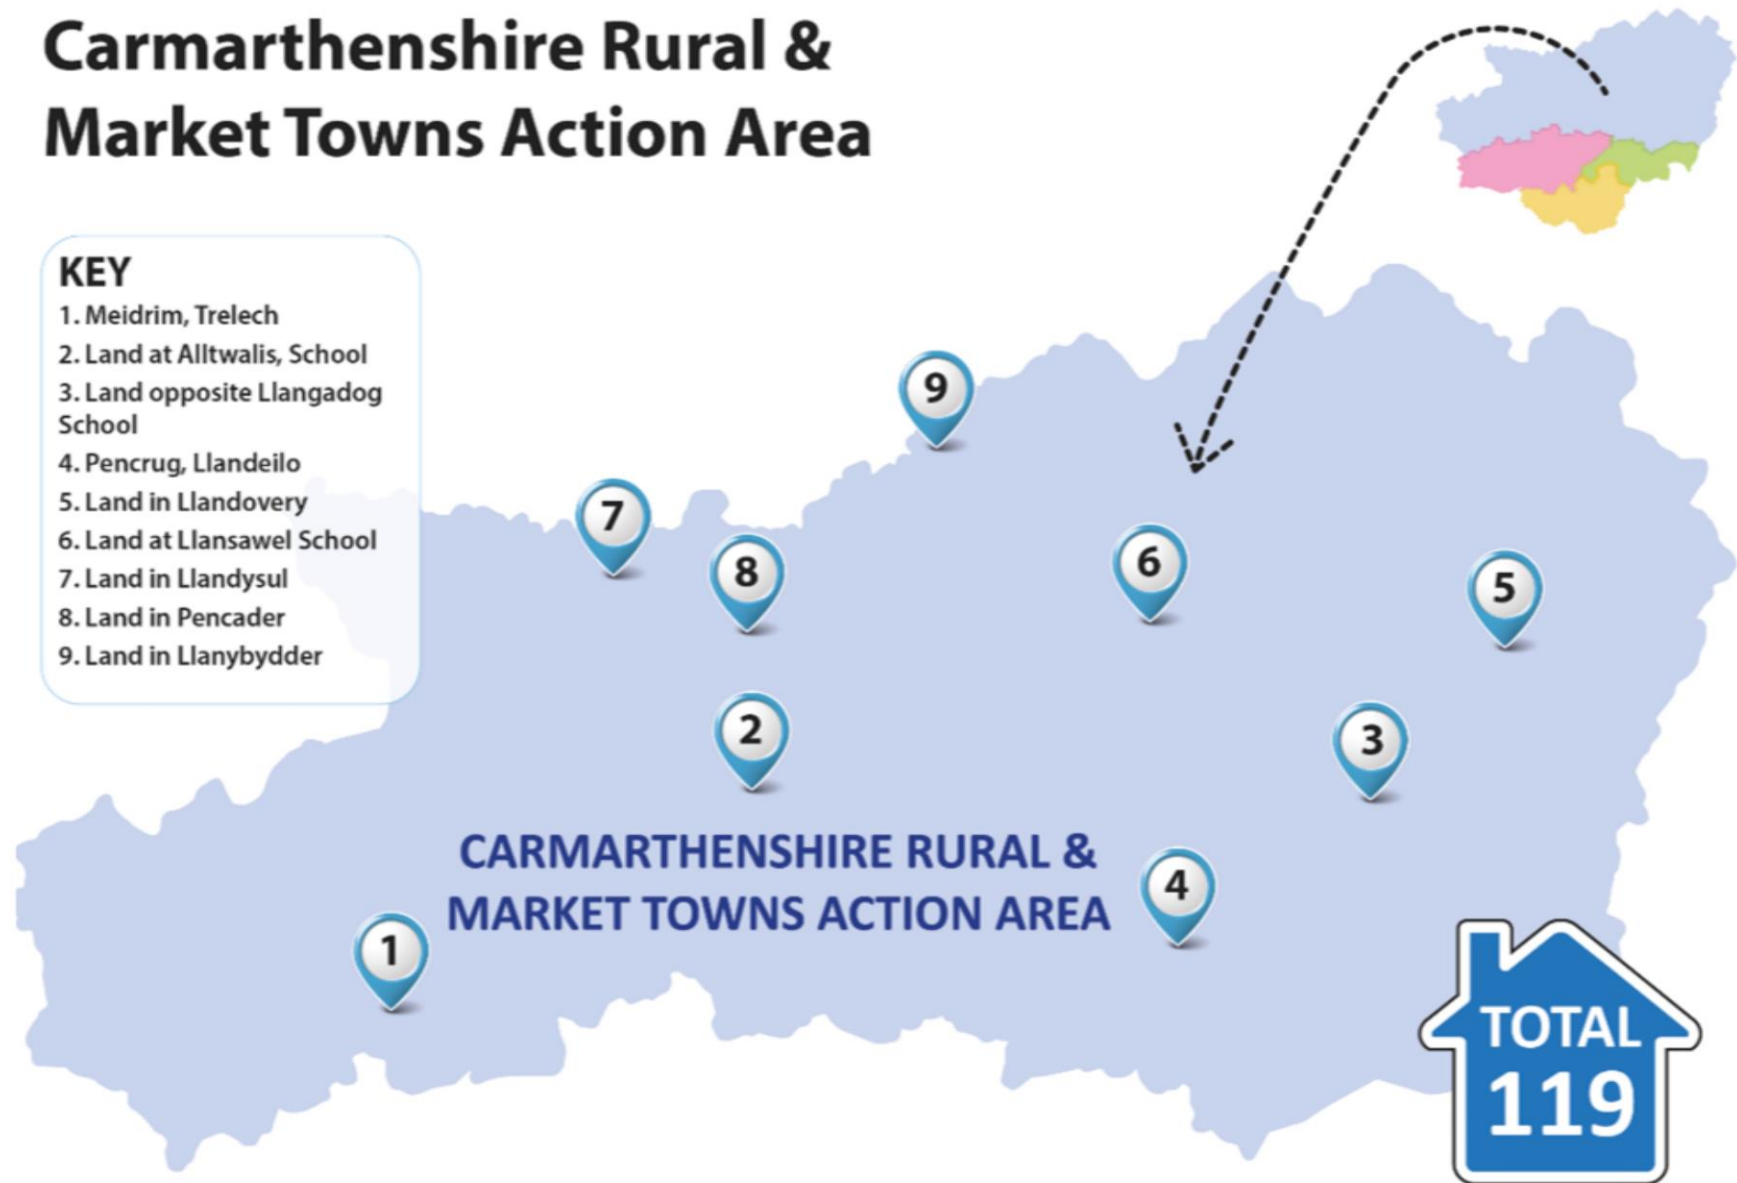 Carmarthenshire Rural &
Market Towns Action Area
KEY
1. Meidrim, Trelech
2. Land at Alltwalis, School
3. Land opposite Llangadog
School
4. Pencrug, Llandeilo
5. Land in Llandovery
6. Land at Llansawel School
7. Land in Llandysul
8. Land in Pencader
9. Land in Llanybydder
9
7
8
6
5
2
3
CARMARTHENSHIRE RURAL &
MARKET TOWNS ACTION AREA
4
1
TOTAL
119